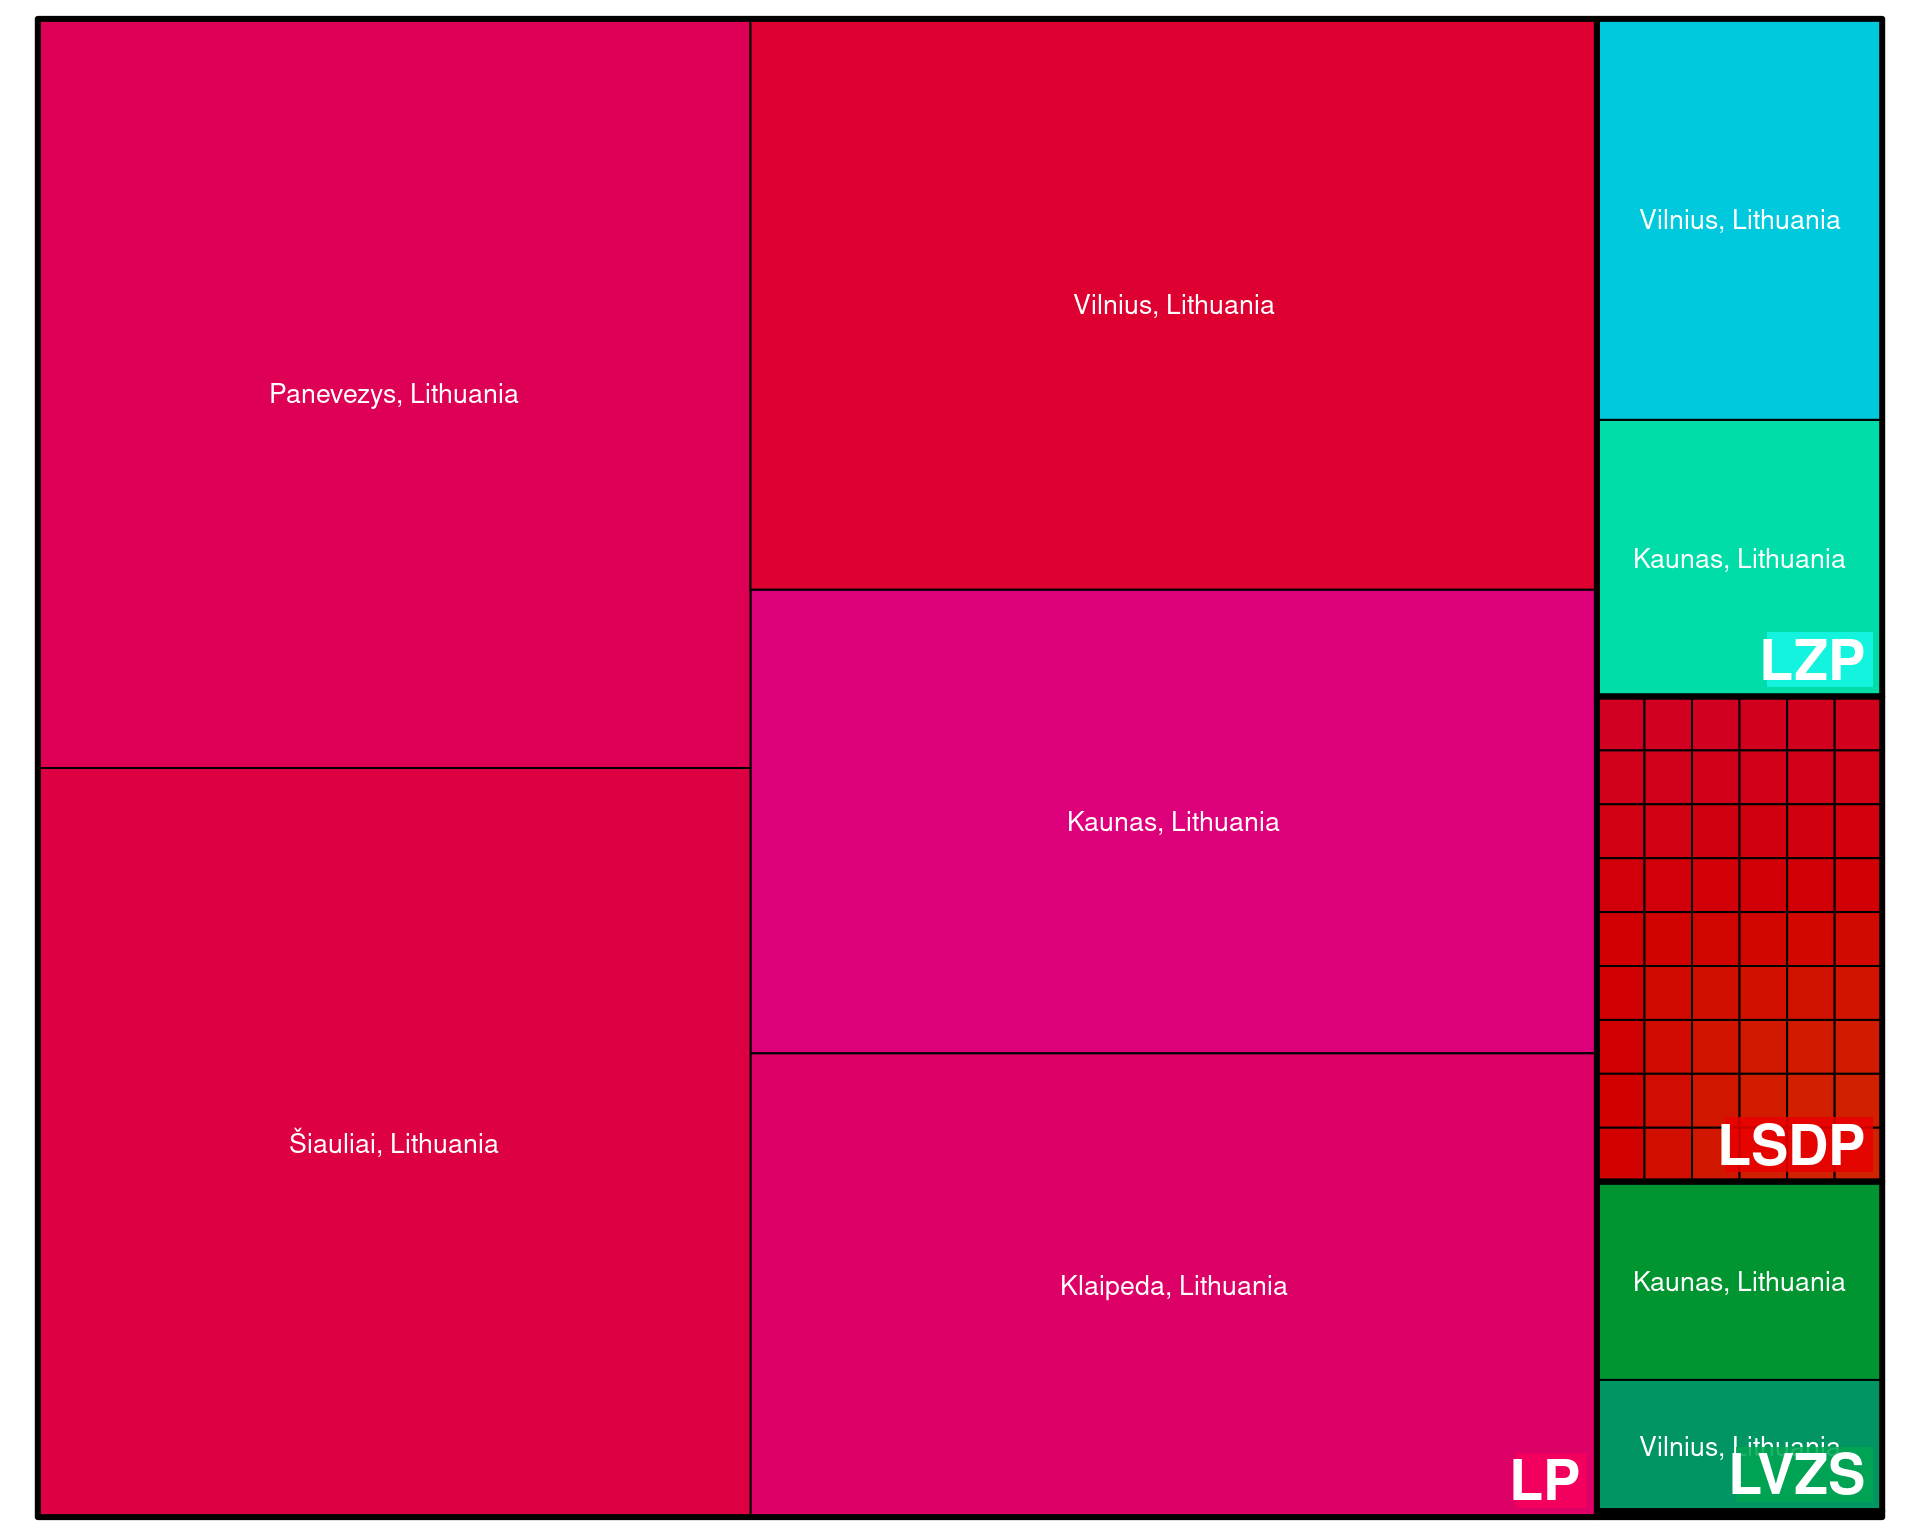 Panevezys, Lithuania
Šiauliai, Lithuania
Vilnius, Lithuania
Kaunas, Lithuania
Klaipeda, Lithuania
LP
Vilnius, Lithuania
Kaunas, Lithuania
LZP
LSDP
Kaunas, Lithuania
Vilnius, Lithuania
LVZS